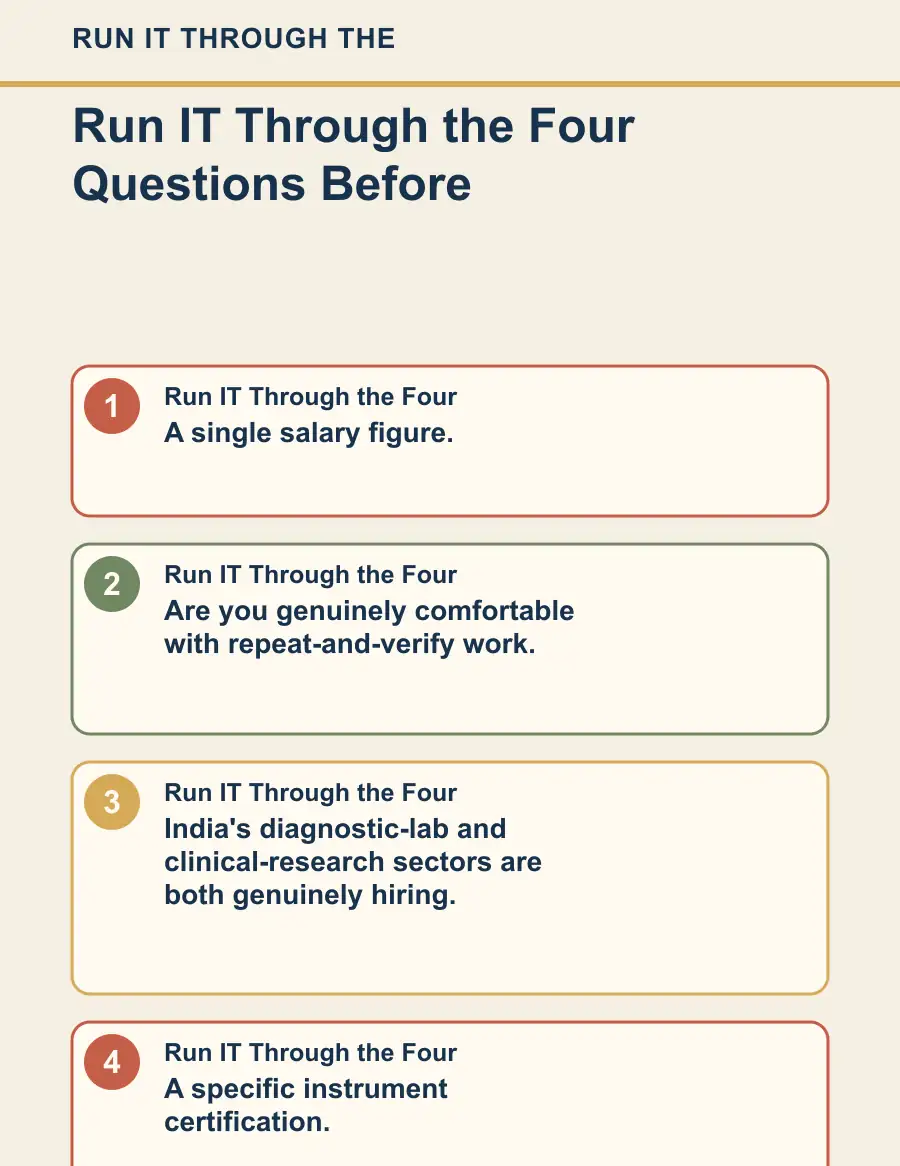 RUN IT THROUGH THE
Run IT Through the Four
Questions Before
1
Run IT Through the Four
A single salary figure.
2
Run IT Through the Four
Are you genuinely comfortable
with repeat-and-verify work.
3
Run IT Through the Four
India's diagnostic-lab and
clinical-research sectors are
both genuinely hiring.
4
Run IT Through the Four
A specific instrument
certification.